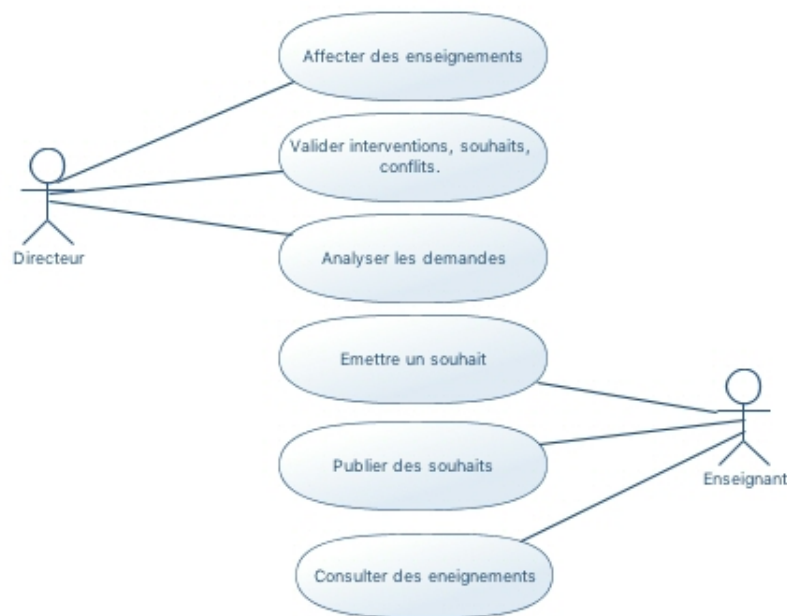 Affecter des enseignements
Valider interventions, souhaits,
conflits.
Directeur
Analyser les demandes
Emettre un souhait
Publier des souhaits
Enseignant
Consulter des eneignements